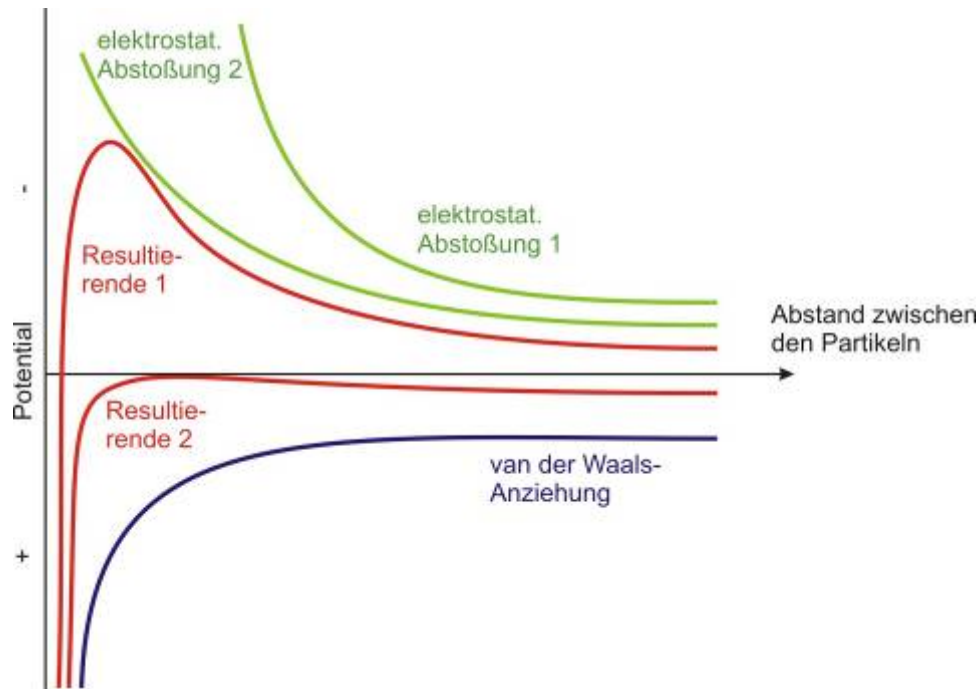 elektrostat.
Abstoßung 2
elektrostat.
Abstoßung 1
-
Resultie-
rende 1
Abstand zwischen
den Partikeln
Potential
Resultie-
rende 2
van der Waals-
Anziehung
+